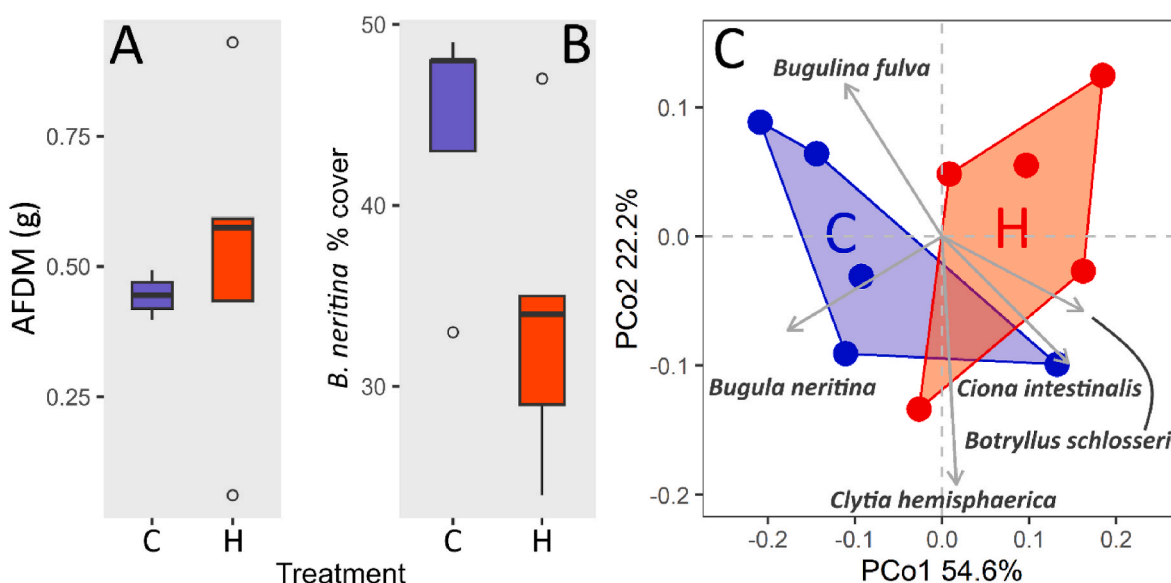 A
AFDM (g)
0.75
0.50
0.25
C
H
B
B. neritina % cover
50
40
30
C
H
Treatment
C
PCo2 22.2%
0.1
0.0
-0.1
-0.2
Bugulina fulva
C
H
Bugula neritina
Ciona intestinalis
Botryllus schlosseri
Clytia hemisphaerica
-0.2
-0.1
0.0
0.1
0.2
PCo1 54.6%